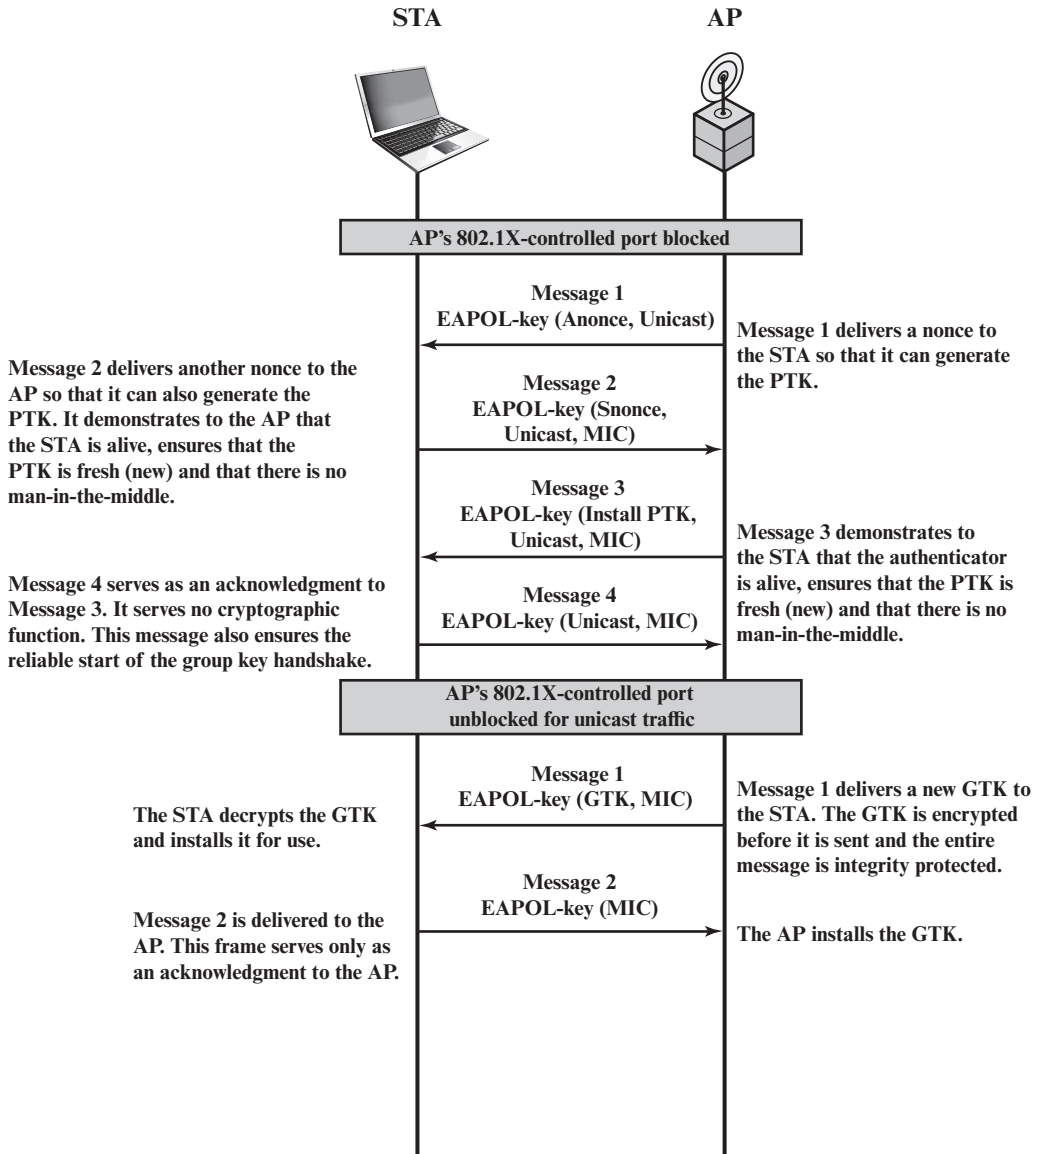 STA
AP
AP's 802.1X-controlled port blocked
Message 1
EAPOL-key (Anonce, Unicast)
Message 1 delivers a nonce to
the STA so that it can generate
the PTK.
Message 2 delivers another nonce to the
AP so that it can also generate the
PTK. It demonstrates to the AP that
the STA is alive, ensures that the
PTK is fresh (new) and that there is no
man-in-the-middle.
Message 2
EAPOL-key (Snonce,
Unicast, MIC)
Message 3
EAPOL-key (Install PTK,
Unicast, MIC)
Message 3 demonstrates to
the STA that the authenticator
is alive, ensures that the PTK is
fresh (new) and that there is no
man-in-the-middle.
Message 4 serves as an acknowledgment to
Message 3. It serves no cryptographic
function. This message also ensures the
reliable start of the group key handshake.
Message 4
EAPOL-key (Unicast, MIC)
AP's 802.1X-controlled port
unblocked for unicast traffic
Message 1
EAPOL-key (GTK, MIC)
Message 1 delivers a new GTK to
the STA. The GTK is encrypted
before it is sent and the entire
message is integrity protected.
The STA decrypts the GTK
and installs it for use.
Message 2
EAPOL-key (MIC)
Message 2 is delivered to the
AP. This frame serves only as
an acknowledgment to the AP.
The AP installs the GTK.